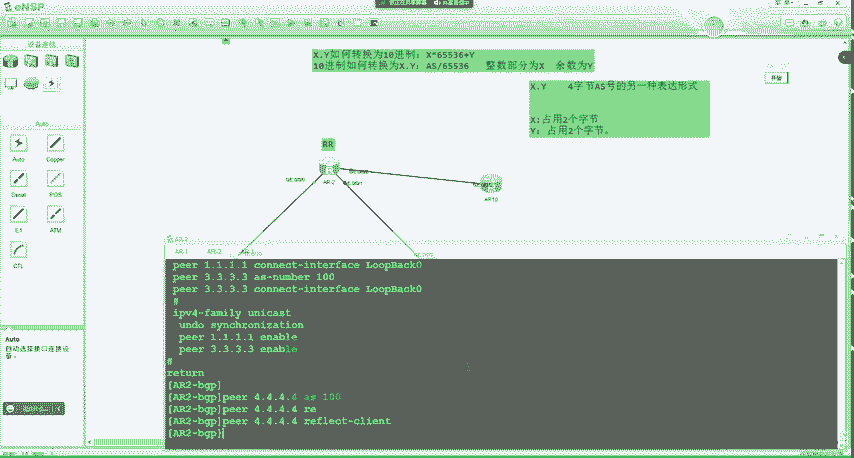 eNSP
X.Y如何转换为10进制：X*65536+Y
10进制如何转换为X.Y：AS/65536 整数部分为X 余数为Y
X.Y 4字节AS号的另一种表达形式
X：占用2个字节
Y：占用2个字节。
设备连线
Auto
Auto
Copper
Serial
POS
E1
ATM
CTL
Auto
自动选择接口连接设备。
RR
AR2
peer 1.1.1.1 connect-interface LoopBack0
peer 3.3.3.3 as-number 100
peer 3.3.3.3 connect-interface LoopBack0
#
ipv4-family unicast
undo synchronization
peer 1.1.1.1 enable
peer 3.3.3.3 enable
#
return
[AR2-bgp]
[AR2-bgp]peer 4.4.4.4 as 100
[AR2-bgp]peer 4.4.4.4 re
[AR2-bgp]peer 4.4.4.4 reflect-client
[AR2-bgp]